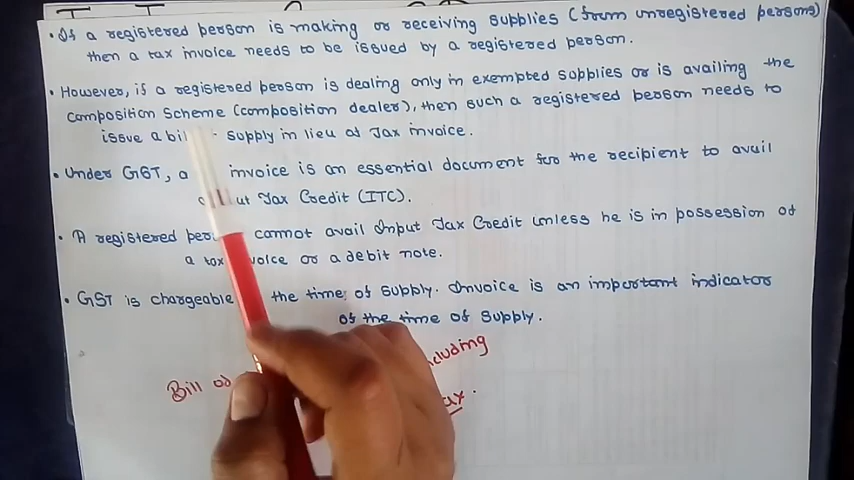 • If a registered person is making or receiving supplies (from unregistered persons)
then a tax invoice needs to be issued by a registered person.
• However, if a registered person is dealing only in exempted supplies or is availing the
composition Scheme (composition dealer), then such a registered person needs to
issue a bill supply in lieu of Tax invoice.
• Under GST, a invoice is an essential document for the recipient to avail
Tax Credit (ITC).
• A registered cannot avail Input Tax Credit unless he is in possession of
a tax or a debit note.
• GST is chargeable the time of supply. Invoice is an important indicator
of the time of supply.
Bill of